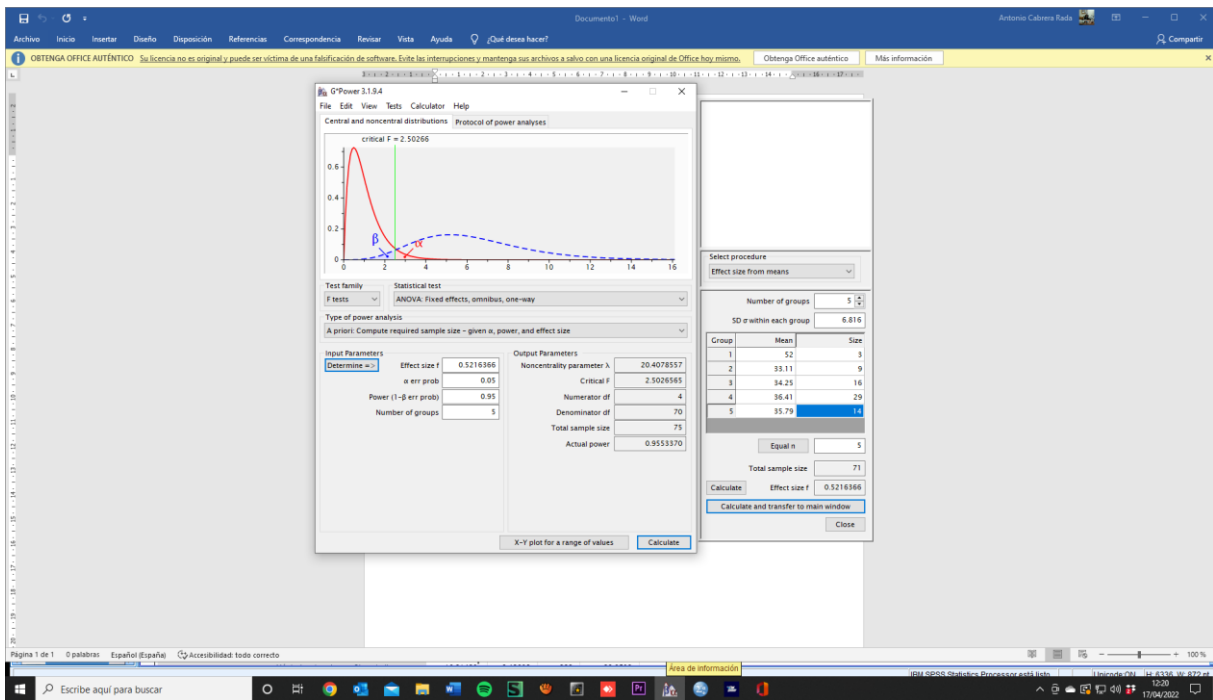 Documento1 - Word
Antonio Cabrera Rada
Archivo Inicio Insertar Diseño Disposición Referencias Correspondencia Revisar Vista Ayuda ¿Qué desea hacer? Compartir
OBTENGA OFFICE AUTÉNTICO Su licencia no es original y puede ser víctima de una falsificación de software. Evite las interrupciones y mantenga sus archivos a salvo con una licencia original de Office hoy mismo. Obtenga Office auténtico Más información
G*Power 3.1.9.4
File Edit View Tests Calculator Help
Central and noncentral distributions Protocol of power analyses
critical F = 2.50266
0.6
0.4
0.2
0
β α
0 2 4 6 8 10 12 14 16
Test family Statistical test
F tests ANOVA: Fixed effects, omnibus, one-way
Type of power analysis
A priori: Compute required sample size - given α, power, and effect size
Input Parameters
Determine => Effect size f 0.5216366
α err prob 0.05
Power (1-β err prob) 0.95
Number of groups 5
Output Parameters
Noncentrality parameter λ 20.4078557
Critical F 2.5026565
Numerator df 4
Denominator df 70
Total sample size 75
Actual power 0.9553370
X-Y plot for a range of values Calculate
Select procedure
Effect size from means
Number of groups 5
SD σ within each group 6.816
Group Mean Size
1 52 3
2 33.11 9
3 34.25 16
4 36.41 29
5 35.79 14
Equal n 5
Total sample size 71
Calculate Effect size f 0.5216366
Calculate and transfer to main window
Close
Página 1 de 1 0 palabras Español (España) Accesibilidad: todo correcto 100 %
Área de información
IBM SPSS Statistics Processor está listo Unicode:ON H: 6336, W: 872 pt
Escribe aquí para buscar
12:20
17/04/2022